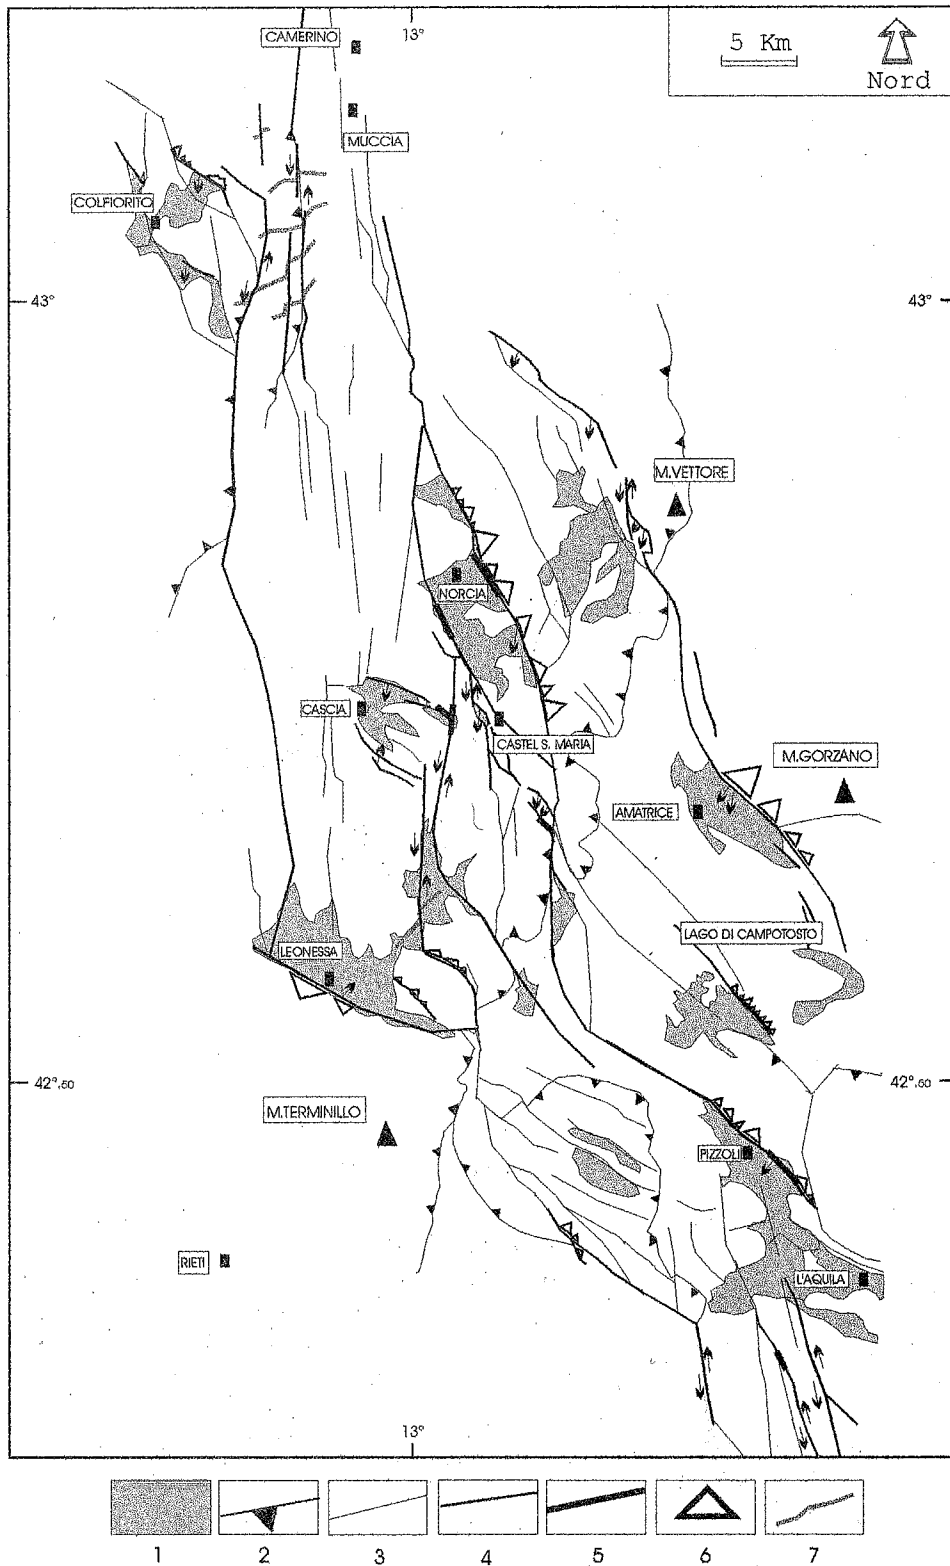 CAMERINO
13°
5 Km
Nord
MUCCIA
COLFIORITO
43°
43°
M.VETTORE
NORCIA
CASCIA
CASTEL S. MARIA
M.GORZANO
AMATRICE
LAGO DI CAMPOTOSTO
LEONESSA
42°.50
42°.50
M.TERMINILLO
PIZZOLI
RIETI
L'AQUILA
13°
1 2 3 4 5 6 7